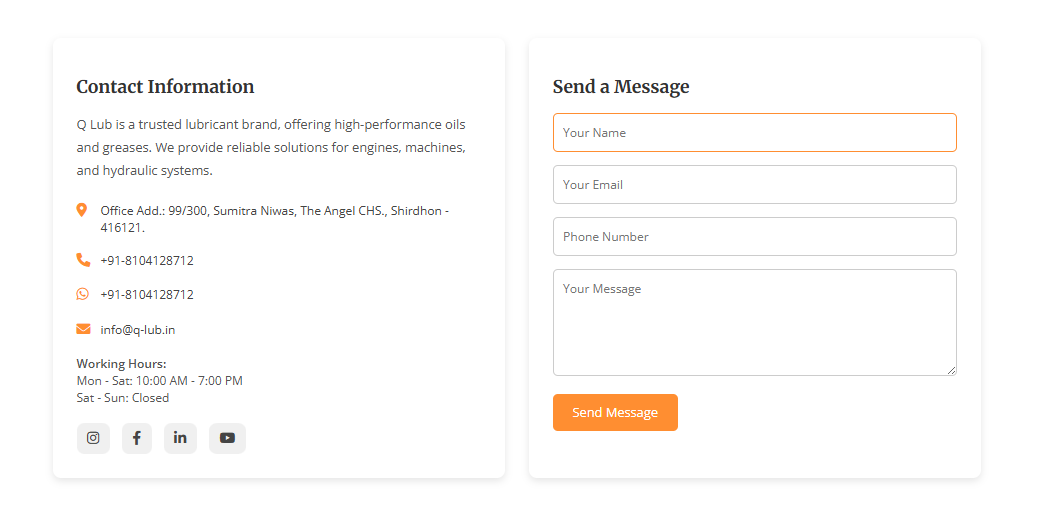 Contact Information
Q Lub is a trusted lubricant brand, offering high-performance oils
and greases. We provide reliable solutions for engines, machines,
and hydraulic systems.
Office Add.: 99/300, Sumitra Niwas, The Angel CHS., Shirdhon -
416121.
+91-8104128712
+91-8104128712
info@q-lub.in
Working Hours:
Mon - Sat: 10:00 AM - 7:00 PM
Sat - Sun: Closed
Send a Message
Your Name
Your Email
Phone Number
Your Message
Send Message